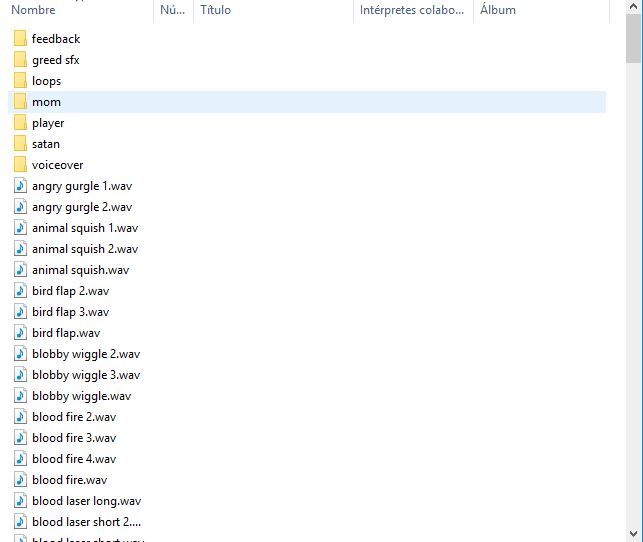 Nombre Nú... Título Intérpretes colabo... Álbum
feedback
greed sfx
loops
mom
player
satan
voiceover
angry gurgle 1.wav
angry gurgle 2.wav
animal squish 1.wav
animal squish 2.wav
animal squish.wav
bird flap 2.wav
bird flap 3.wav
bird flap.wav
blobby wiggle 2.wav
blobby wiggle 3.wav
blobby wiggle.wav
blood fire 2.wav
blood fire 3.wav
blood fire 4.wav
blood fire.wav
blood laser long.wav
blood laser short 2....
blood laser short.wav